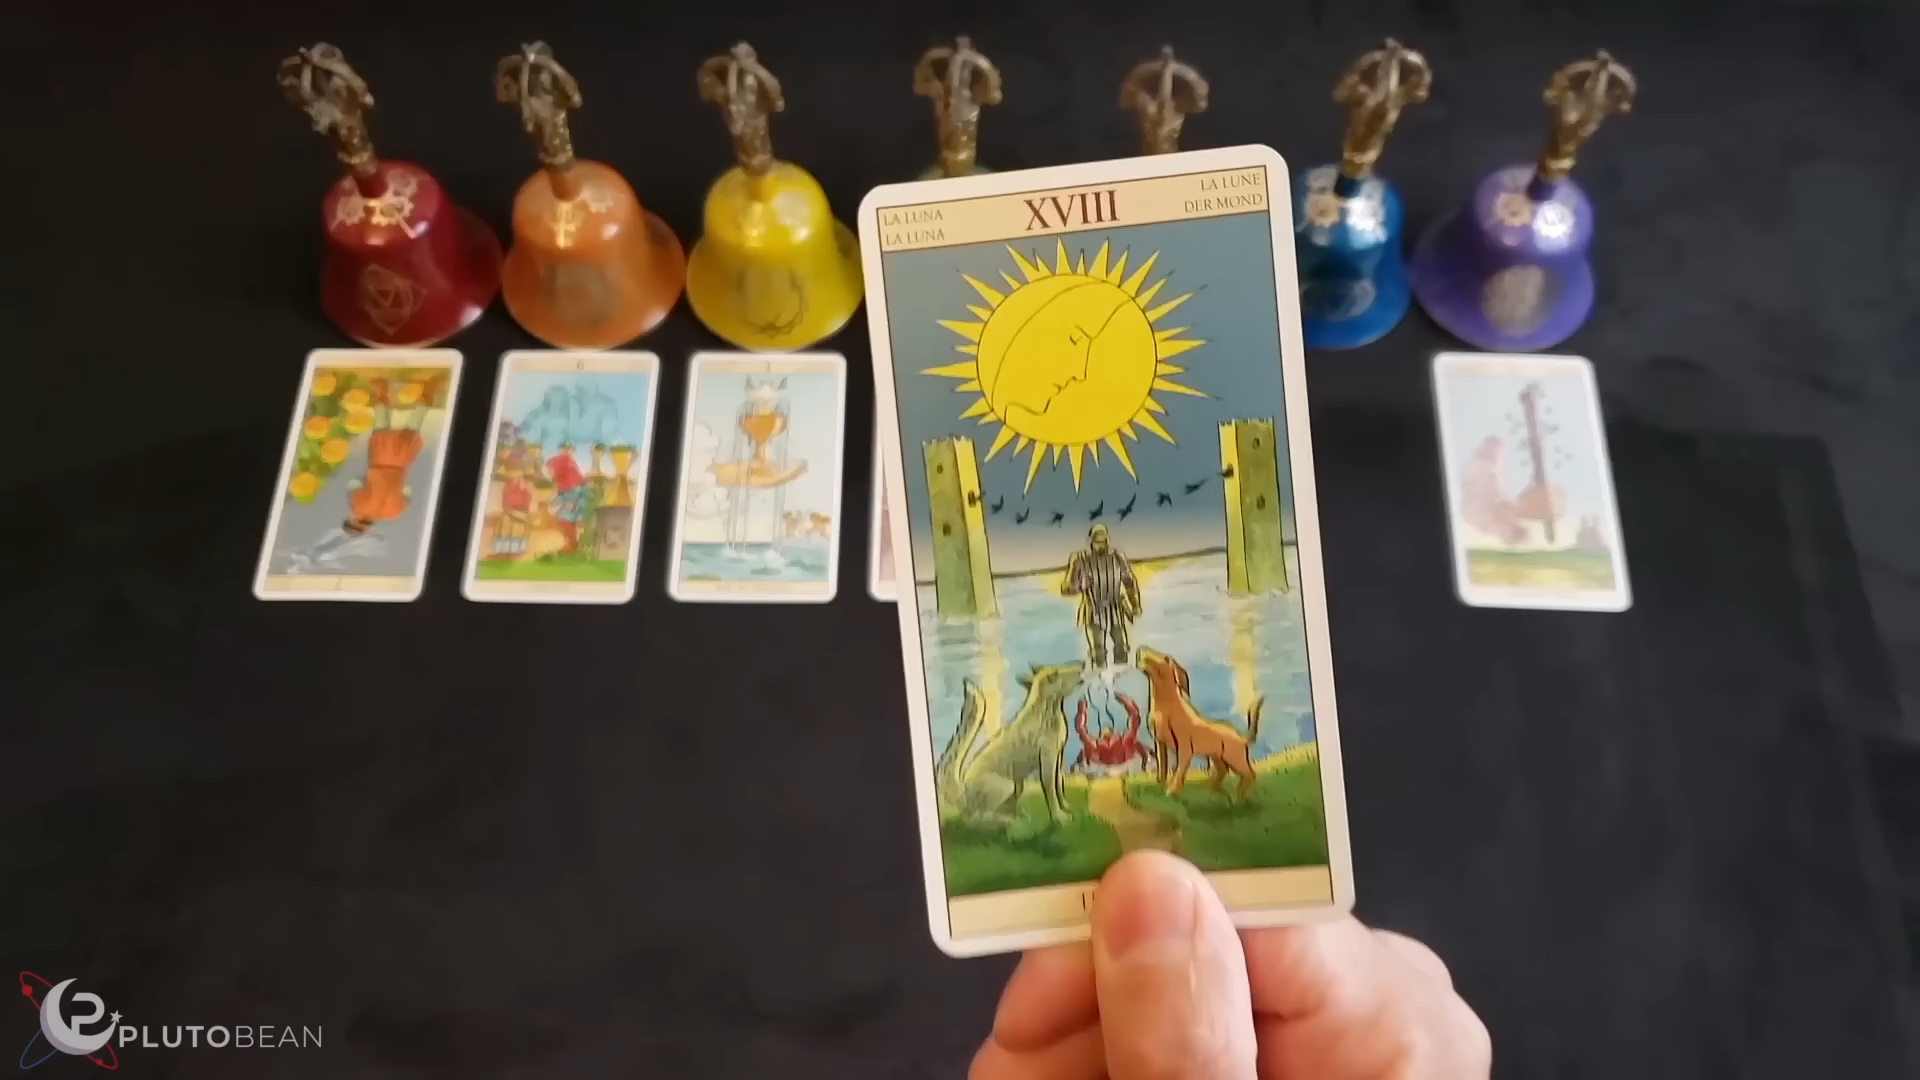 LA LUNA
LA LUNA
XVIII
LA LUNE
DER MOND
PLUTOBEAN